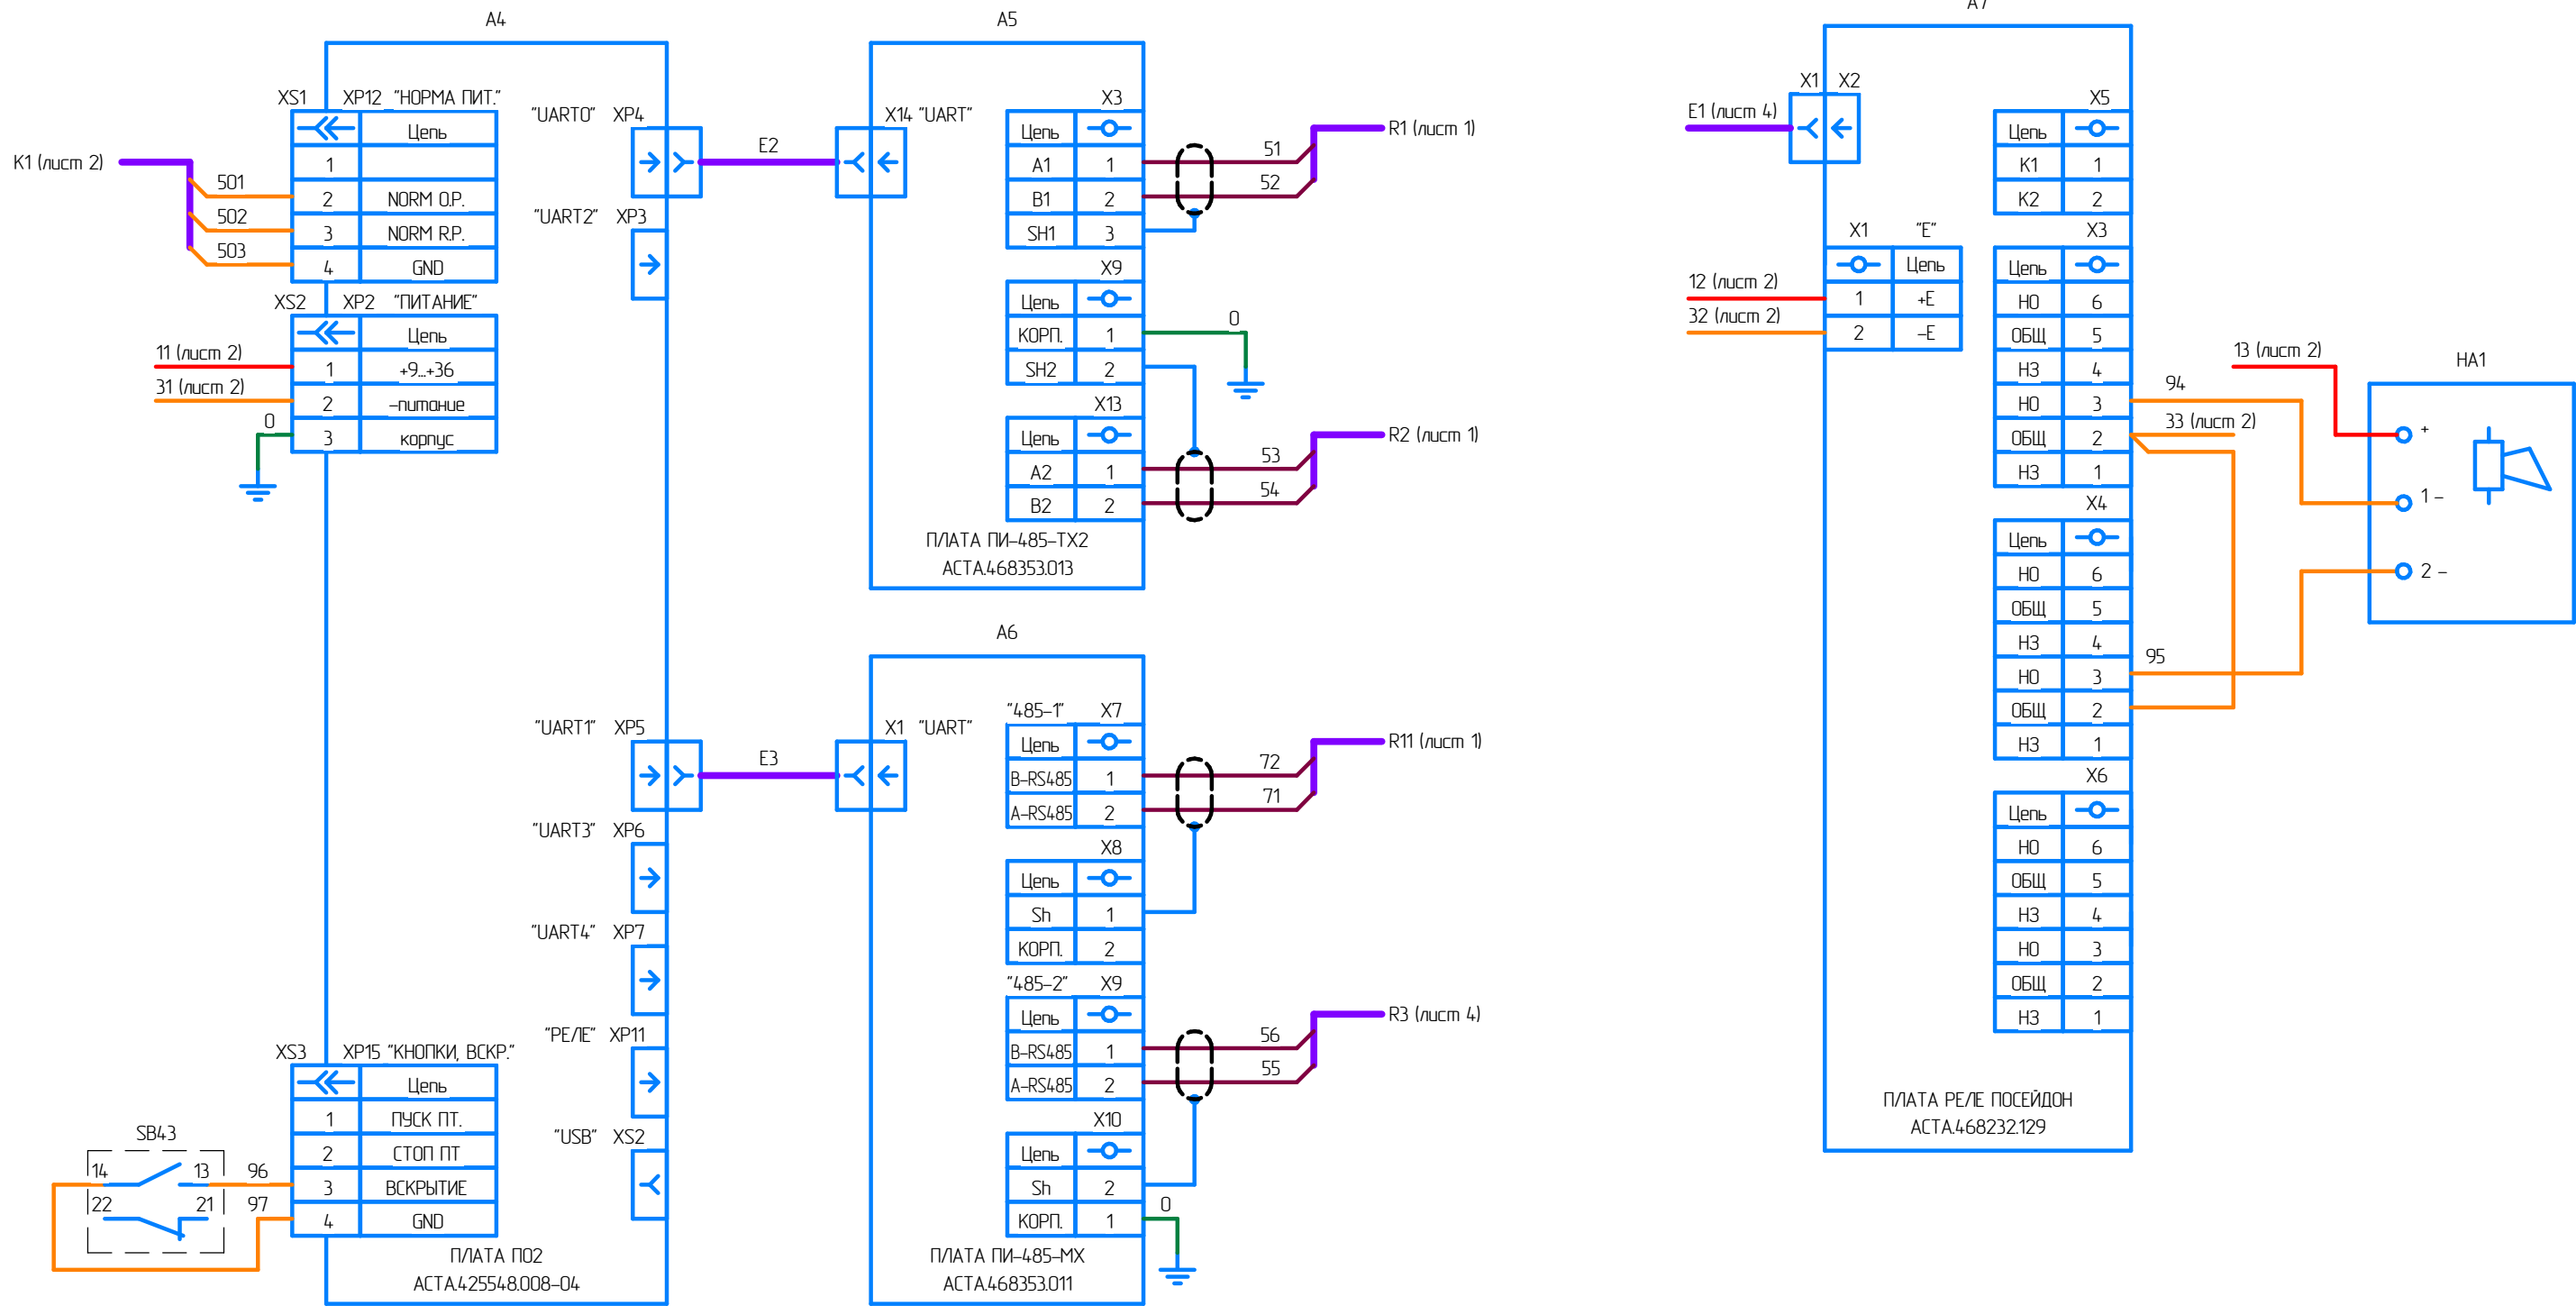 A4
XS1 XP12 "НОРМА ПИТ."
Цепь
1
2 NORM O.P.
3 NORM R.P.
4 GND
K1 (лист 2)
501
502
503
XS2 XP2 "ПИТАНИЕ"
Цепь
1 +9...+36
2 –питание
3 корпус
11 (лист 2)
31 (лист 2)
0
"UART0" XP4
"UART2" XP3
"UART1" XP5
"UART3" XP6
"UART4" XP7
"РЕЛЕ" XP11
"USB" XS2
XS3 XP15 "КНОПКИ, ВСКР."
Цепь
1 ПУСК ПТ.
2 СТОП ПТ
3 ВСКРЫТИЕ
4 GND
SB43
14 13 96
22 21 97
ПЛАТА ПО2
АСТА.425548.008-04
E2
E3
A5
X14 "UART"
X3
Цепь
A1 1
B1 2
SH1 3
51
52
R1 (лист 1)
X9
Цепь
КОРП. 1
SH2 2
0
X13
Цепь
A2 1
B2 2
53
54
R2 (лист 1)
ПЛАТА ПИ-485-TX2
АСТА.468353.013
A6
X1 "UART"
"485-1" X7
Цепь
B-RS485 1
A-RS485 2
72
71
R11 (лист 1)
X8
Цепь
Sh 1
КОРП. 2
"485-2" X9
Цепь
B-RS485 1
A-RS485 2
56
55
R3 (лист 4)
X10
Цепь
Sh 2
КОРП. 1
0
ПЛАТА ПИ-485-MX
АСТА.468353.011
A7
X1 X2
E1 (лист 4)
X1 "E"
Цепь
1 +E
2 –E
12 (лист 2)
32 (лист 2)
X5
Цепь
K1 1
K2 2
X3
Цепь
НО 6
ОБЩ 5
НЗ 4
НО 3
ОБЩ 2
НЗ 1
X4
Цепь
НО 6
ОБЩ 5
НЗ 4
НО 3
ОБЩ 2
НЗ 1
X6
Цепь
НО 6
ОБЩ 5
НЗ 4
НО 3
ОБЩ 2
НЗ 1
ПЛАТА РЕЛЕ ПОСЕЙДОН
АСТА.468232.129
13 (лист 2)
94
33 (лист 2)
95
HA1
+
1 –
2 –